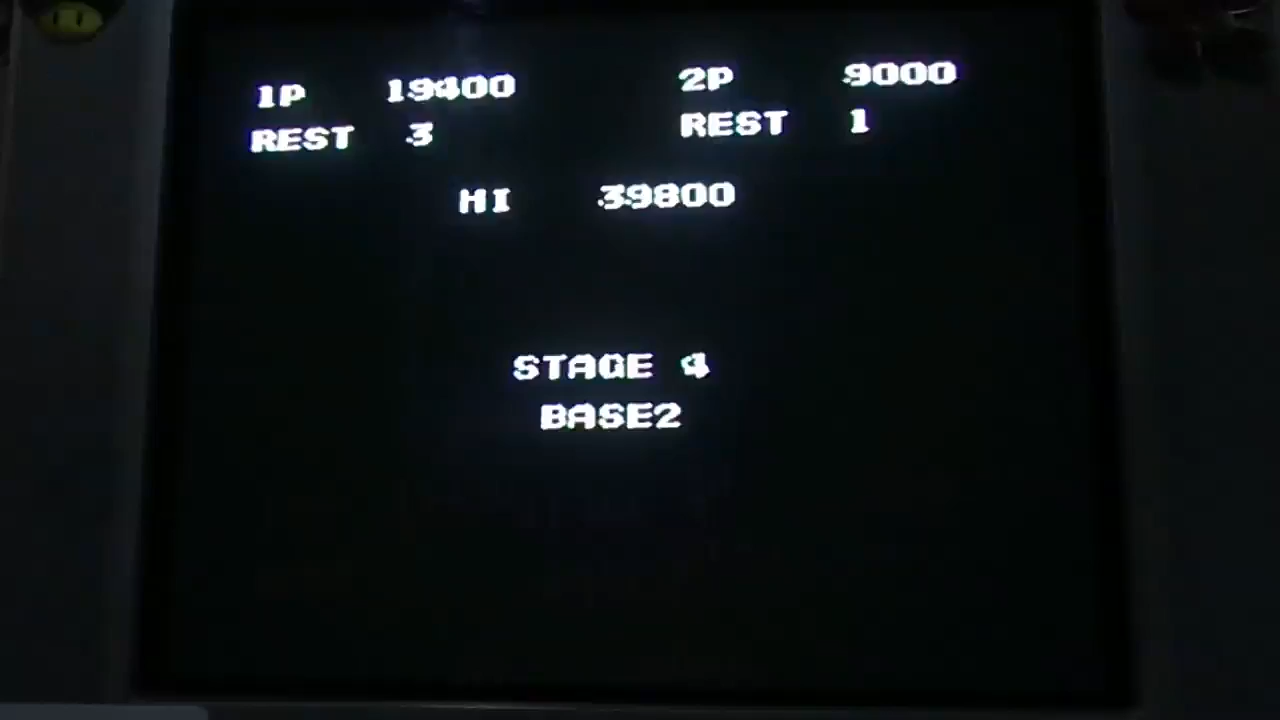 1P 19400 2P 9000
REST 3 REST 1
HI 39800
STAGE 4
BASE2